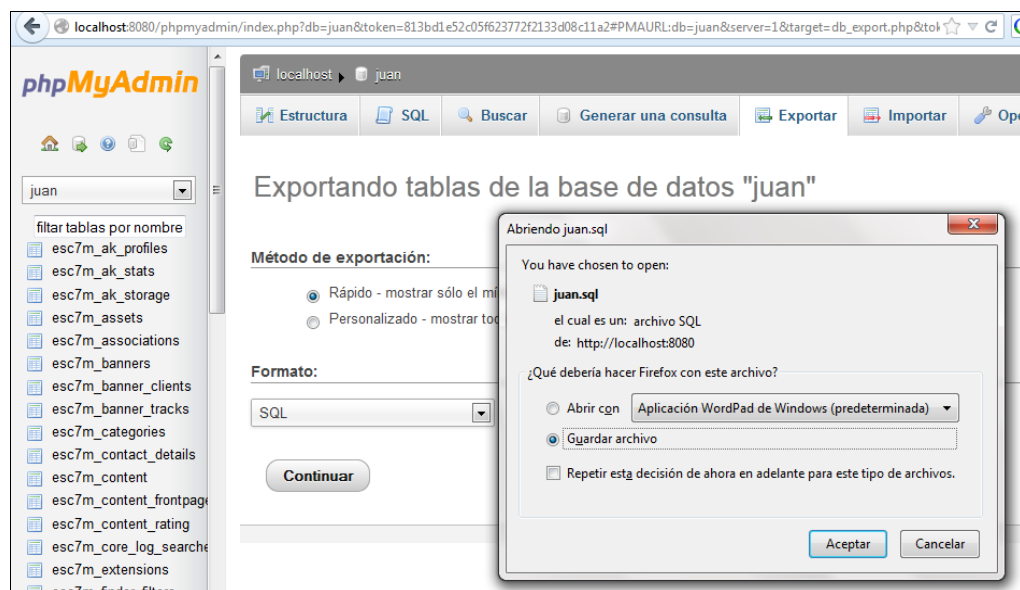 localhost:8080/phpmyadmin/index.php?db=juan&token=813bd1e52c05f623772f2133d08c11a2#PMAURL:db=juan&server=1&target=db_export.php&tok
phpMyAdmin
localhost juan
Estructura SQL Buscar Generar una consulta Exportar Importar
juan
filtar tablas por nombre
esc7m_ak_profiles
esc7m_ak_stats
esc7m_ak_storage
esc7m_assets
esc7m_associations
esc7m_banners
esc7m_banner_clients
esc7m_banner_tracks
esc7m_categories
esc7m_contact_details
esc7m_content
esc7m_content_frontpage
esc7m_content_rating
esc7m_core_log_searche
esc7m_extensions
Exportando tablas de la base de datos "juan"
Método de exportación:
Rápido - mostrar sólo el
Personalizado - mostrar
Formato:
SQL
Continuar
Abriendo juan.sql
You have chosen to open:
juan.sql
el cual es un: archivo SQL
de: http://localhost:8080
¿Qué debería hacer Firefox con este archivo?
Abrir con Aplicación WordPad de Windows (predeterminada)
Guardar archivo
Repetir esta decisión de ahora en adelante para este tipo de archivos.
Aceptar Cancelar